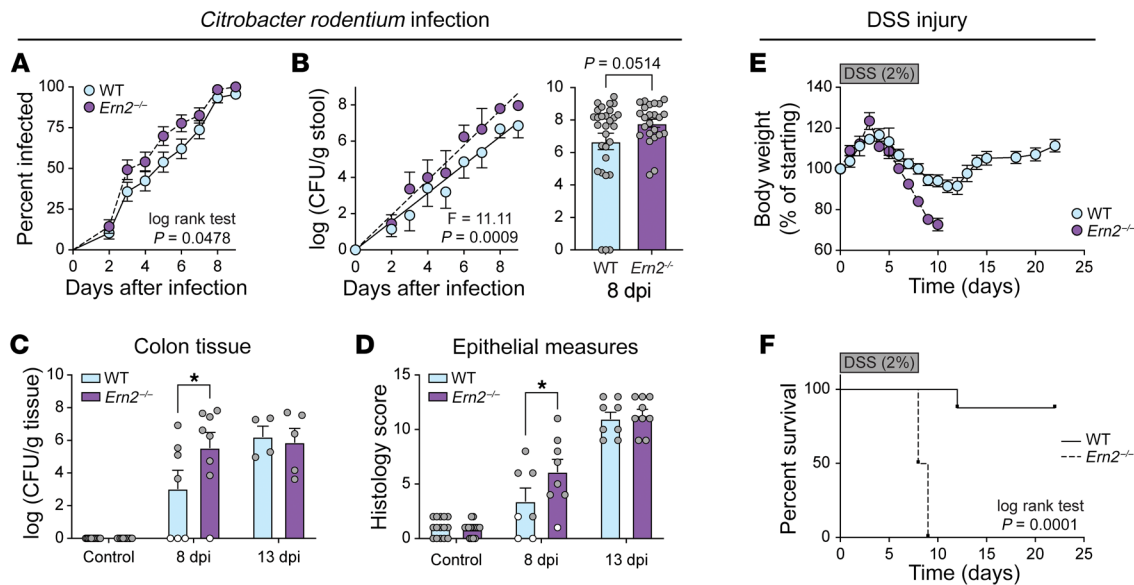 Citrobacter rodentium infection
DSS injury
A
WT
Ern2−/−
Percent infected
100
75
50
25
0
0 2 4 6 8
Days after infection
log rank test
P = 0.0478
B
log (CFU/g stool)
8
6
4
2
0
0 2 4 6 8
Days after infection
F = 11.11
P = 0.0009
P = 0.0514
10
8
6
4
2
0
WT Ern2−/−
8 dpi
E
DSS (2%)
Body weight
(% of starting)
140
120
100
80
60
0 5 10 15 20 25
Time (days)
WT
Ern2−/−
C
Colon tissue
WT
Ern2−/−
log (CFU/g tissue)
10
8
6
4
2
0
*
Control 8 dpi 13 dpi
D
Epithelial measures
WT
Ern2−/−
Histology score
15
10
5
0
*
Control 8 dpi 13 dpi
F
DSS (2%)
Percent survival
100
50
0
0 5 10 15 20 25
Time (days)
WT
Ern2−/−
log rank test
P = 0.0001